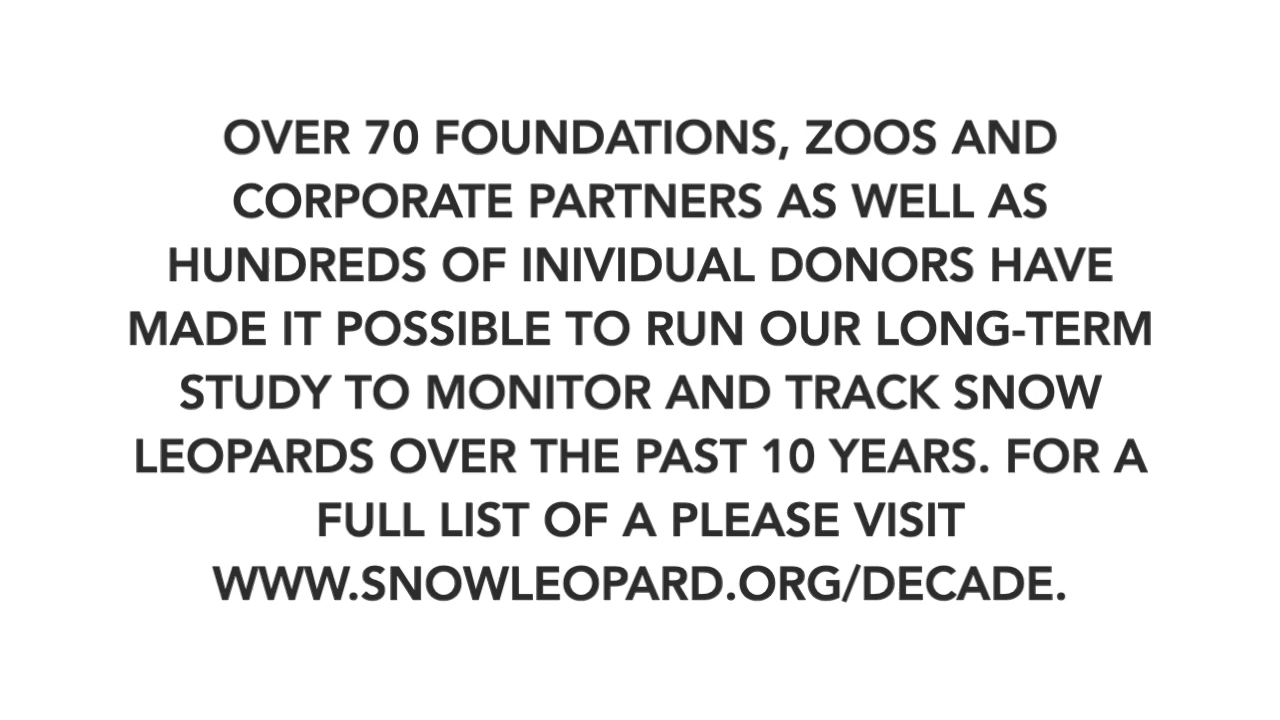 OVER 70 FOUNDATIONS, ZOOS AND
CORPORATE PARTNERS AS WELL AS
HUNDREDS OF INIVIDUAL DONORS HAVE
MADE IT POSSIBLE TO RUN OUR LONG-TERM
STUDY TO MONITOR AND TRACK SNOW
LEOPARDS OVER THE PAST 10 YEARS. FOR A
FULL LIST OF A PLEASE VISIT
WWW.SNOWLEOPARD.ORG/DECADE.